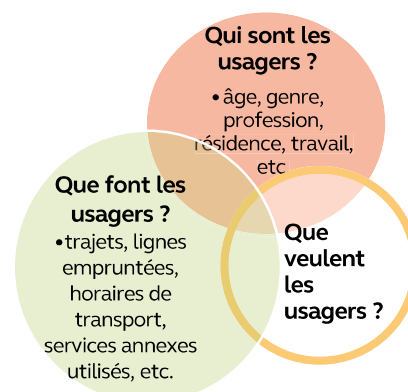 Qui sont les
usagers ?
• âge, genre,
profession,
résidence, travail,
etc
Que font les
usagers ?
•trajets, lignes
empruntées,
horaires de
transport,
services annexes
utilisés, etc.
Que
veulent
les
usagers ?